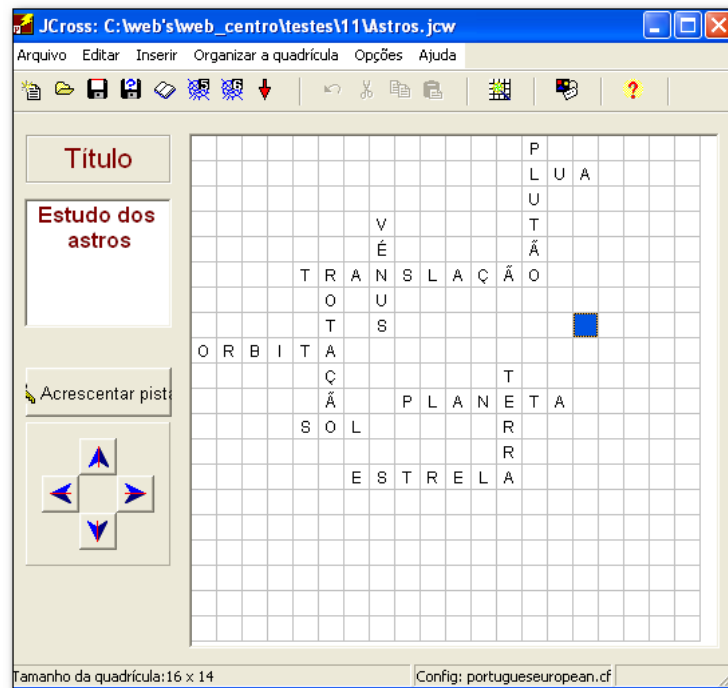 JCross: C:\web's\web_centro\testes\11\Astros.jcw
Arquivo Editar Inserir Organizar a quadrícula Opções Ajuda
Título
Estudo dos
astros
Acrescentar pista
P
L U A
U
V T
É Ã
T R A N S L A Ç Ã O
O U
T S
O R B I T A
Ç T
Ã P L A N E T A
S O L R
R
E S T R E L A
Tamanho da quadrícula:16 x 14
Config: portugueseuropean.cf